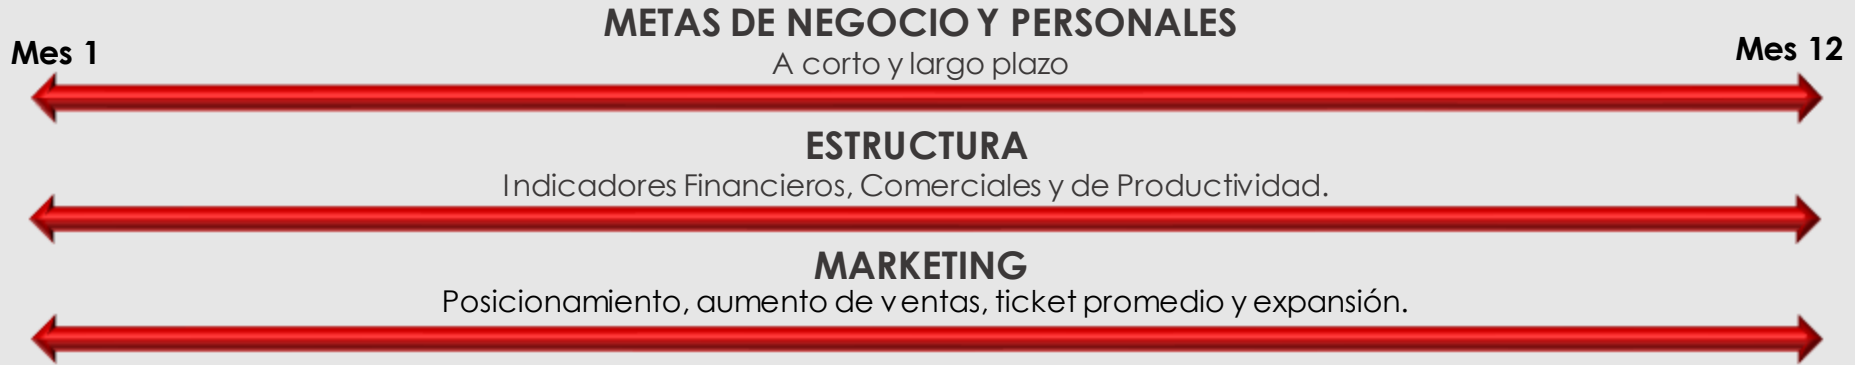 METAS DE NEGOCIO Y PERSONALES
Mes 1
Mes 12
A corto y largo plazo
ESTRUCTURA
Indicadores Financieros, Comerciales y de Productividad.
MARKETING
Posicionamiento, aumento de ventas, ticket promedio y expansión.